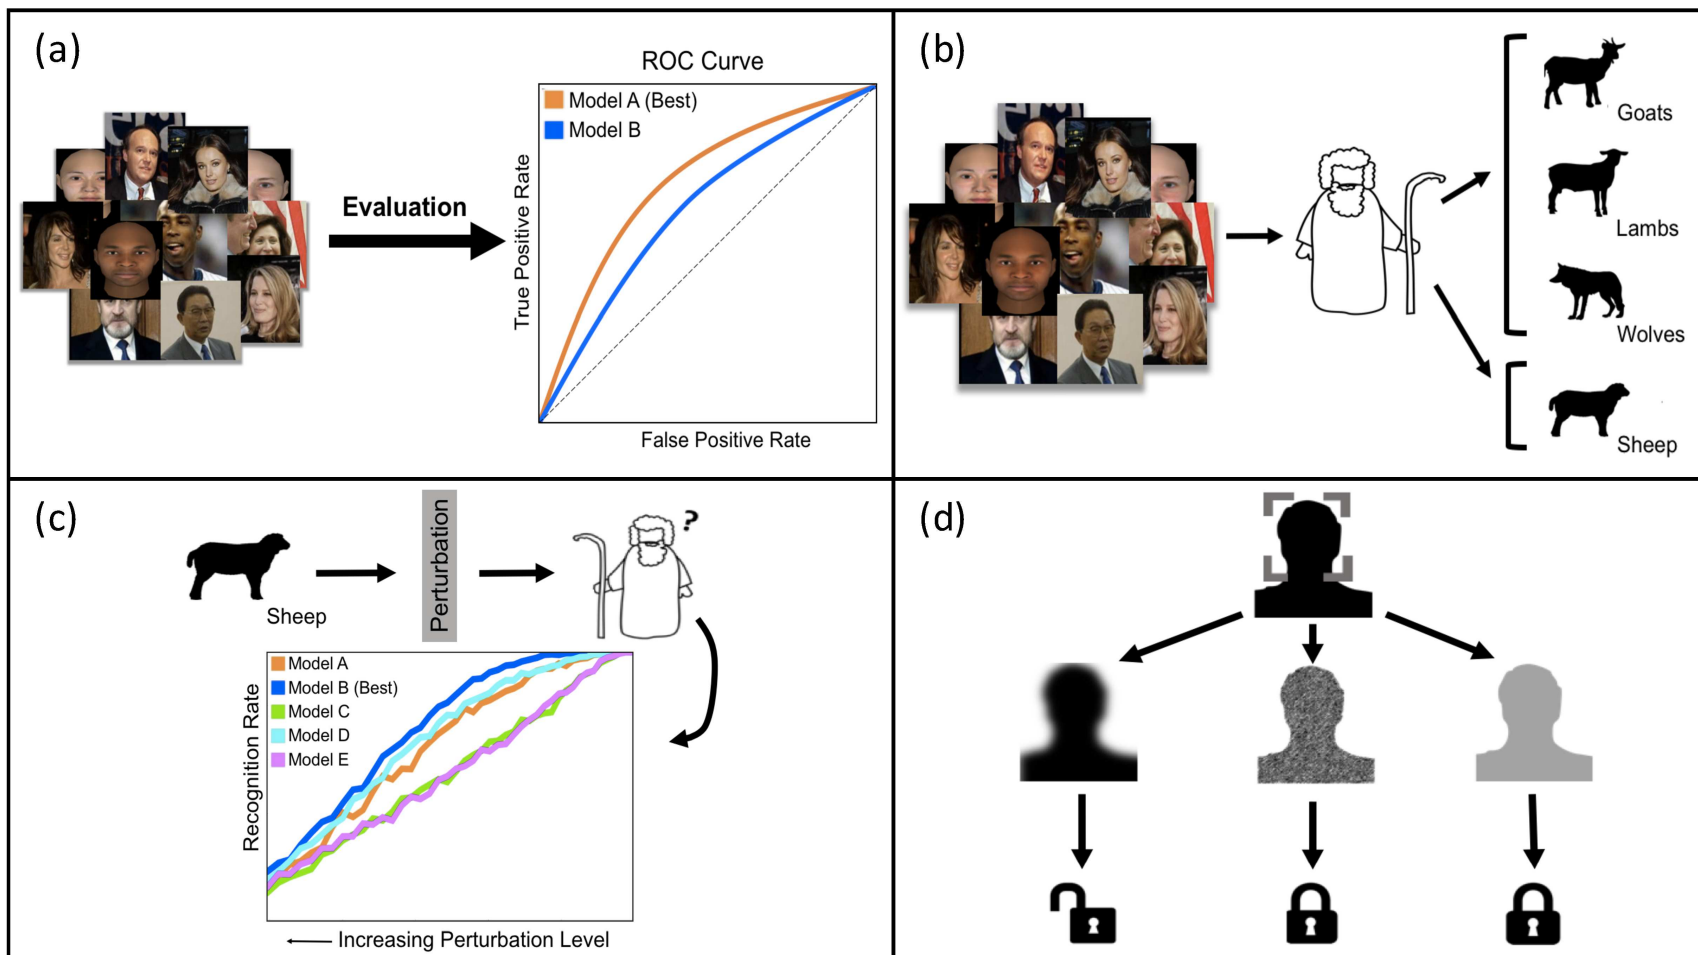 (a)
ROC Curve
Model A (Best)
Model B
Evaluation
True Positive Rate
False Positive Rate
(b)
Goats
Lambs
Wolves
Sheep
(c)
Sheep
Perturbation
?
Model A
Model B (Best)
Model C
Model D
Model E
Recognition Rate
Increasing Perturbation Level
(d)